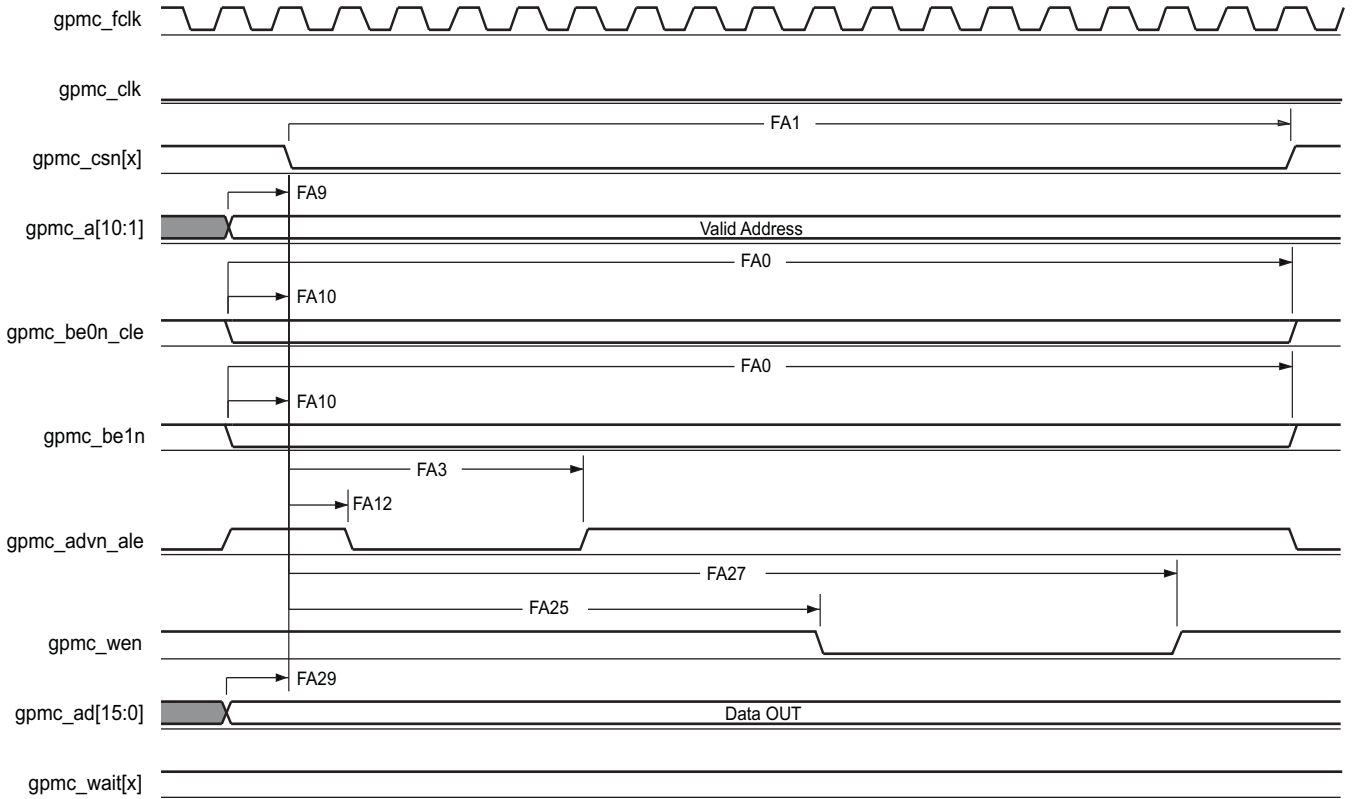 gpmc_fclk
gpmc_clk
FA1
gpmc_csn[x]
FA9
gpmc_a[10:1]
Valid Address
FA0
FA10
gpmc_be0n_cle
FA0
FA10
gpmc_be1n
FA3
FA12
gpmc_advn_ale
FA27
FA25
gpmc_wen
FA29
gpmc_ad[15:0]
Data OUT
gpmc_wait[x]